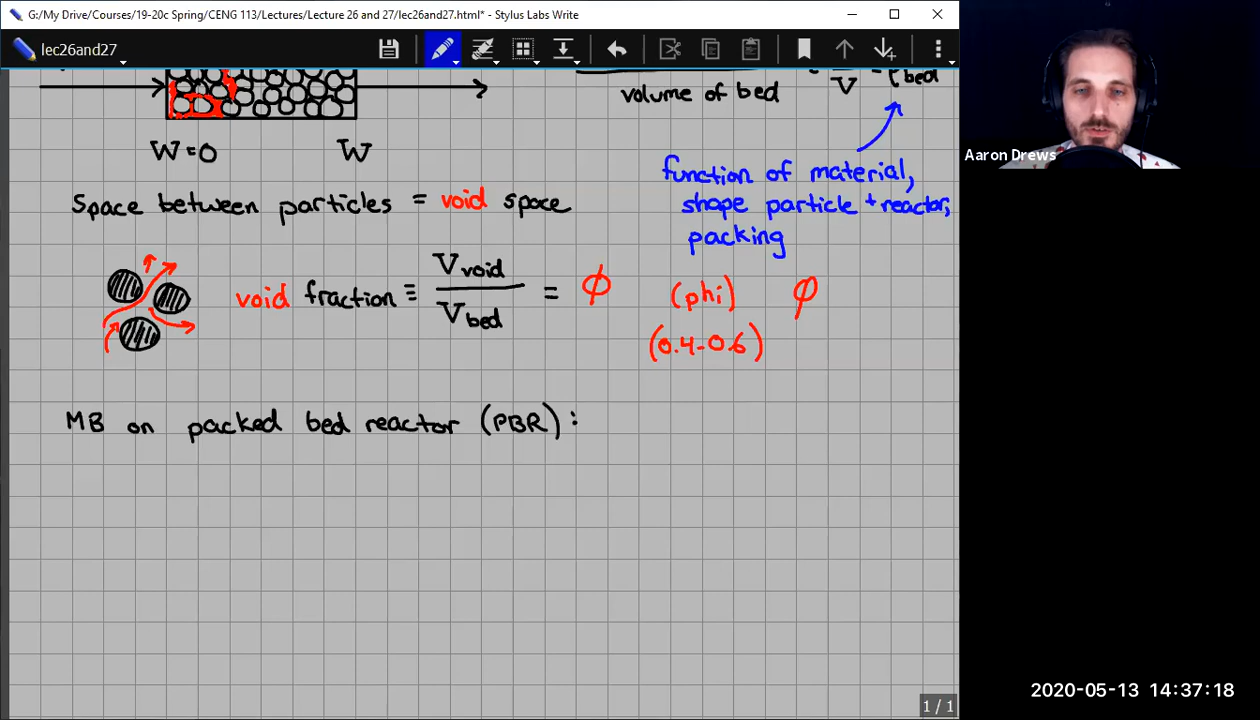 G:/My Drive/Courses/19-20c Spring/CENG 113/Lectures/Lecture 26 and 27/lec26and27.html* - Stylus Labs Write
lec26and27
volume of bed
V
bed
W=0
W
function of material,
shape particle + reactor,
packing
Space between particles = void space
void fraction ≡ V void / V bed = ϕ (phi) φ
(0.4-0.6)
MB on packed bed reactor (PBR):
1 / 1
Aaron Drews
2020-05-13 14:37:18